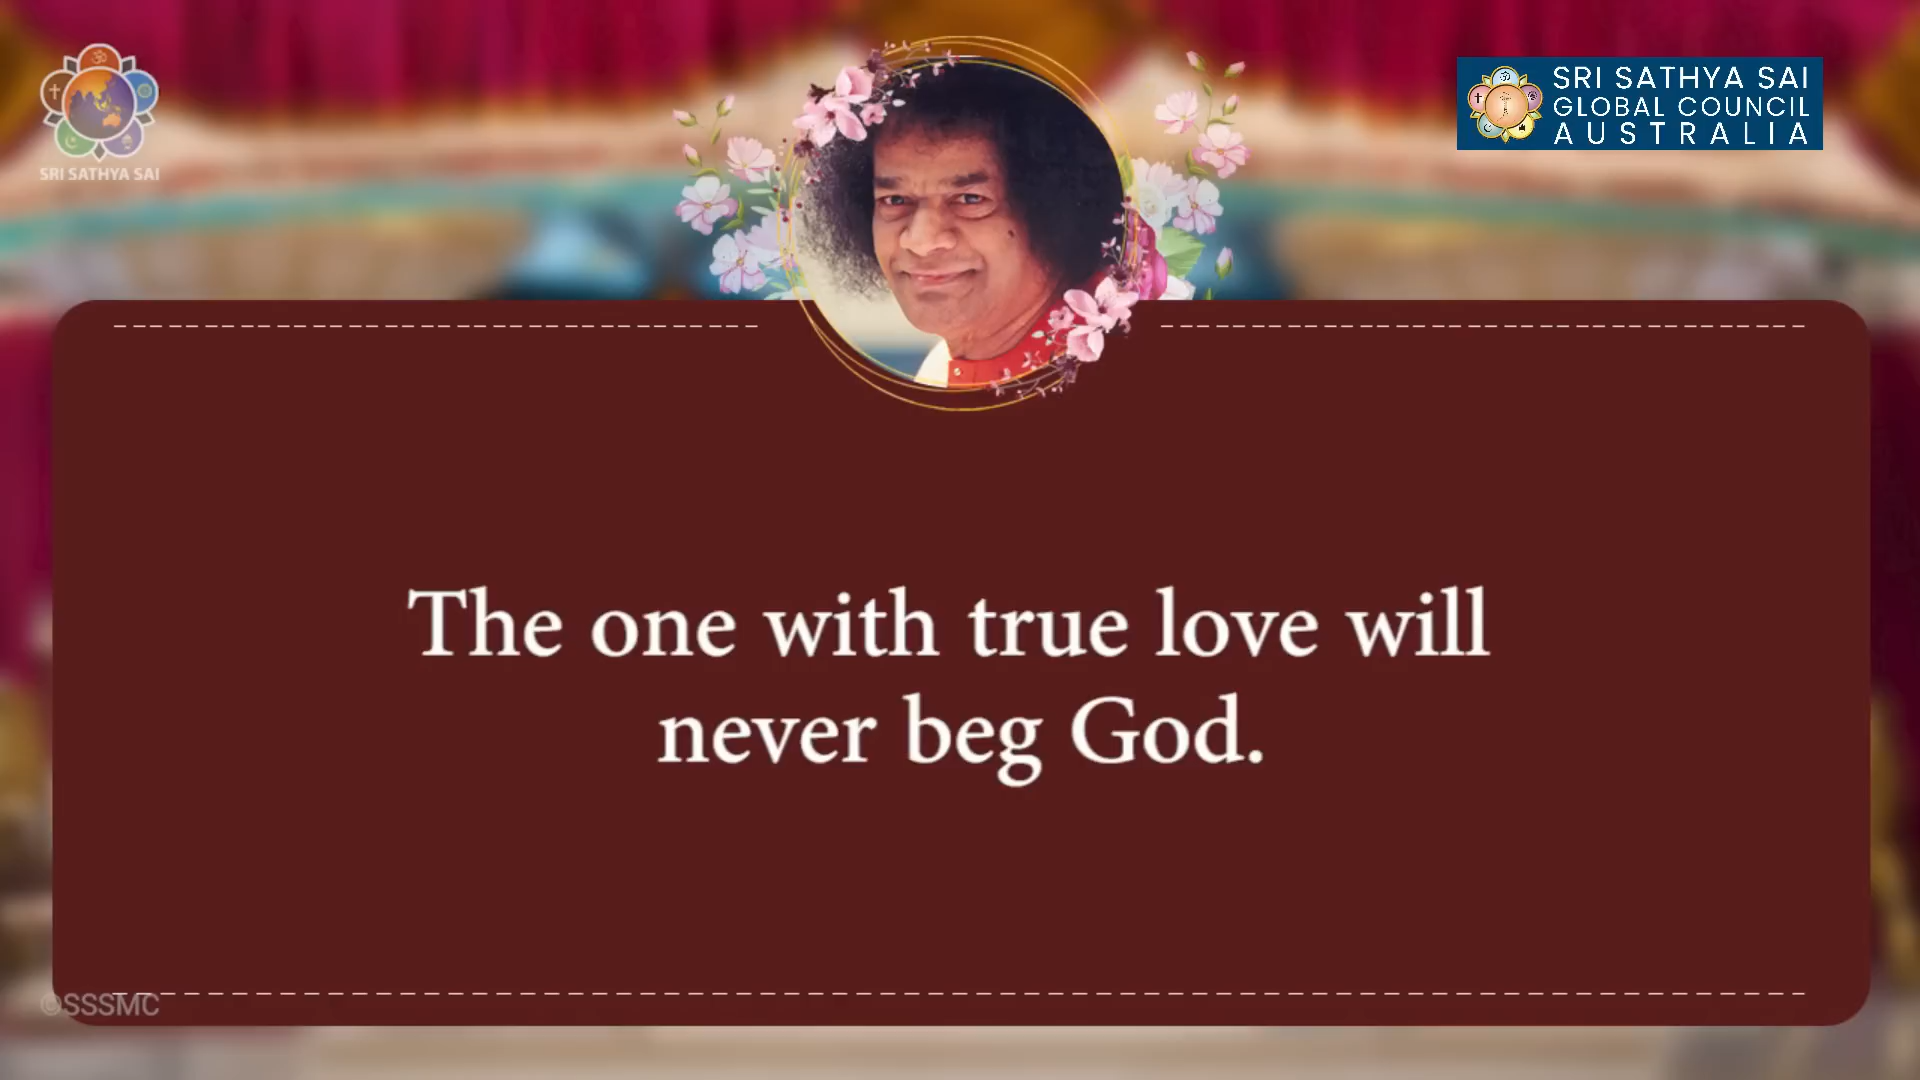 SRI SATHYA SAI
SRI SATHYA SAI
GLOBAL COUNCIL
AUSTRALIA
The one with true love will
never beg God.
©SSSMC